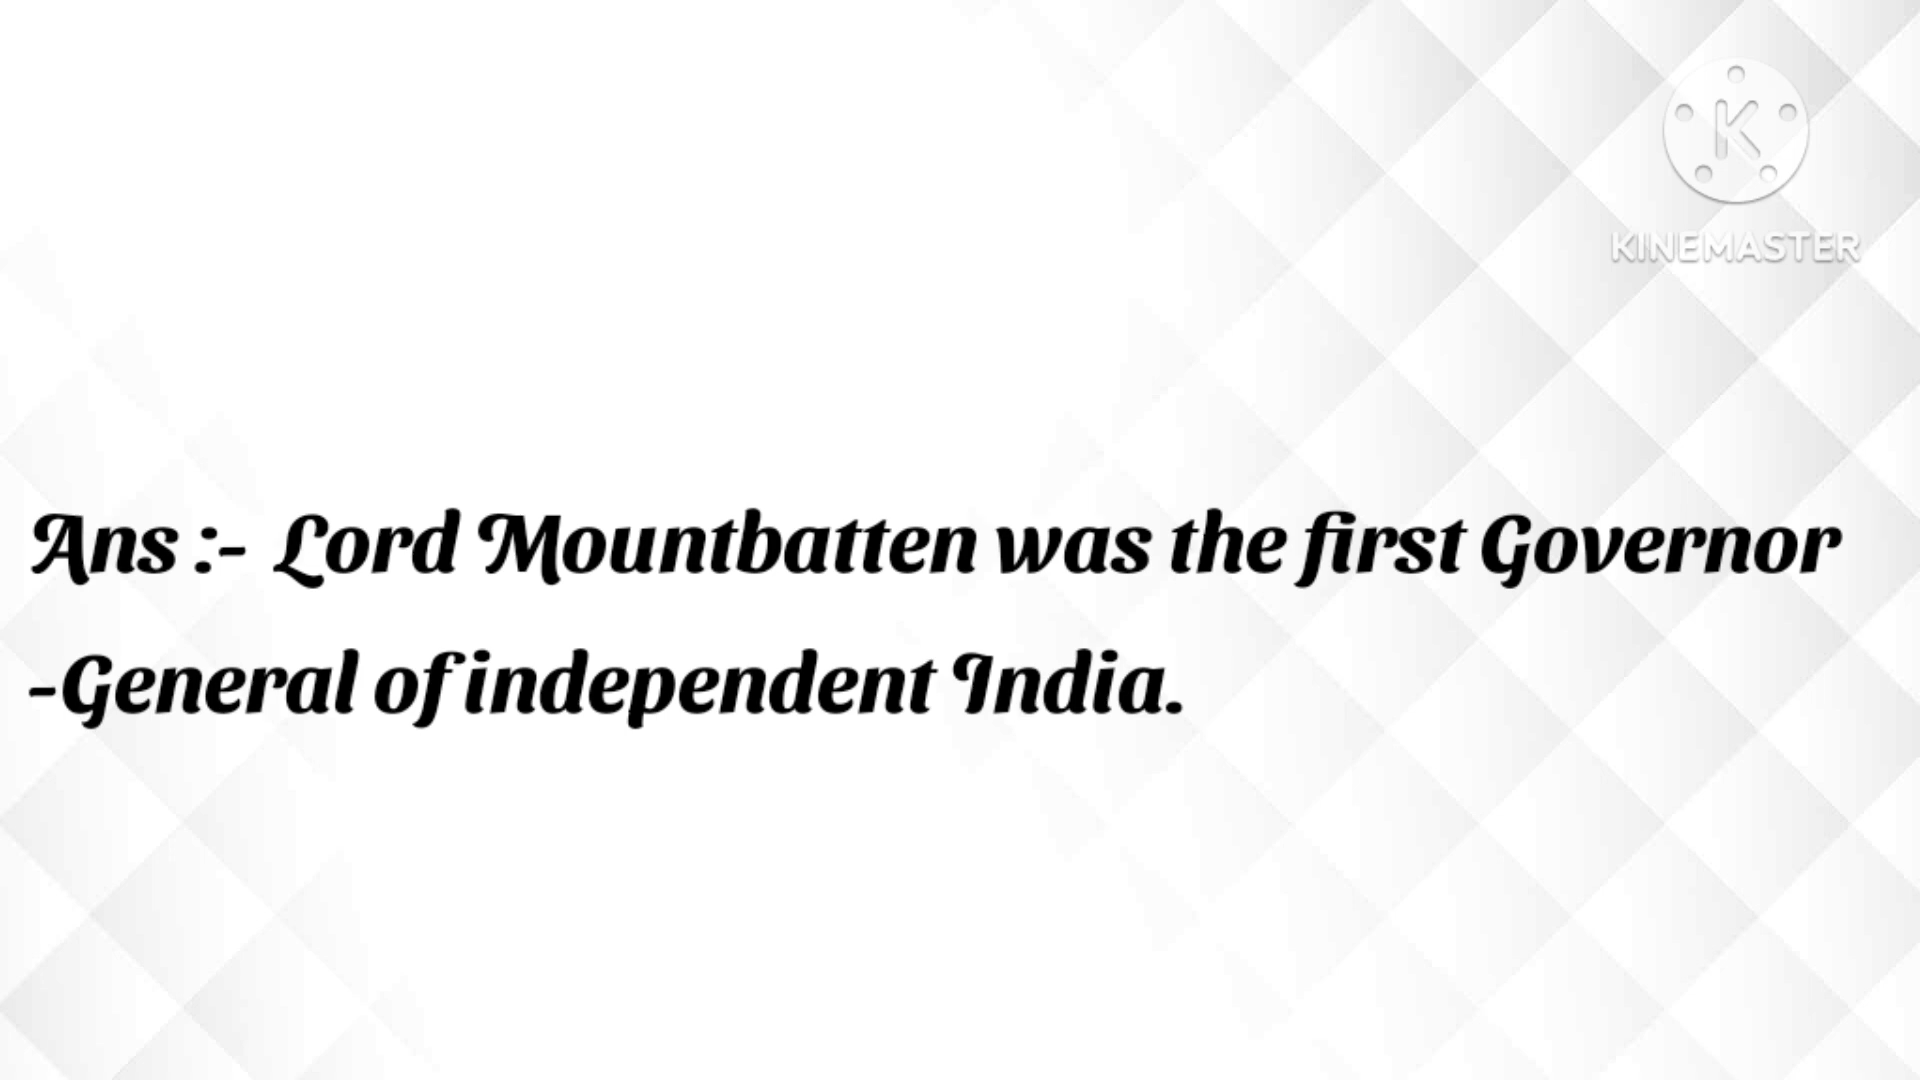 KINEMASTER
Ans :- Lord Mountbatten was the first Governor
-General of independent India.